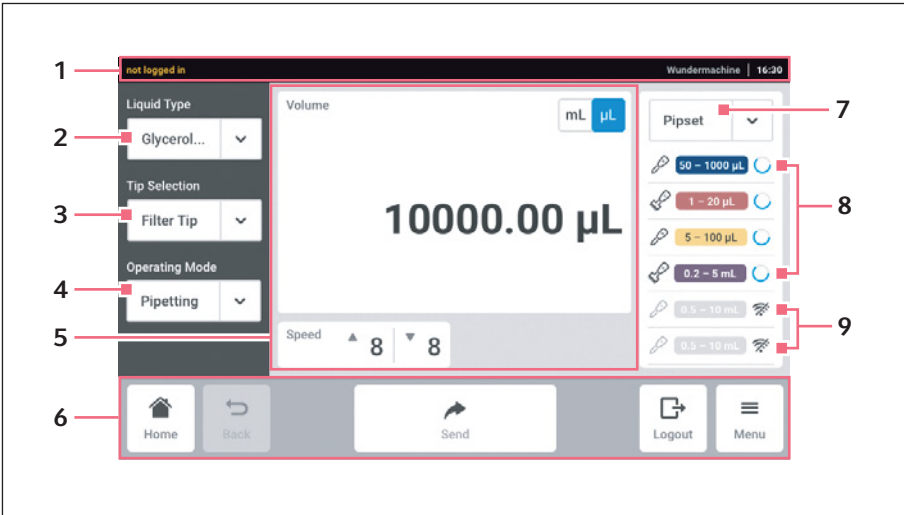 not logged in
Wundermachine | 16:30
1
Liquid Type
2
Glycerol...
Tip Selection
3
Filter Tip
Operating Mode
4
Pipetting
5
Volume
mL µL
10000.00 µL
Speed ▲ 8 ▼ 8
7
Pipset
50 – 1000 µL
1 – 20 µL
8
5 – 100 µL
0.2 – 5 mL
0.5 – 10 mL
9
0.5 – 10 mL
6
Home
Back
Send
Logout
Menu